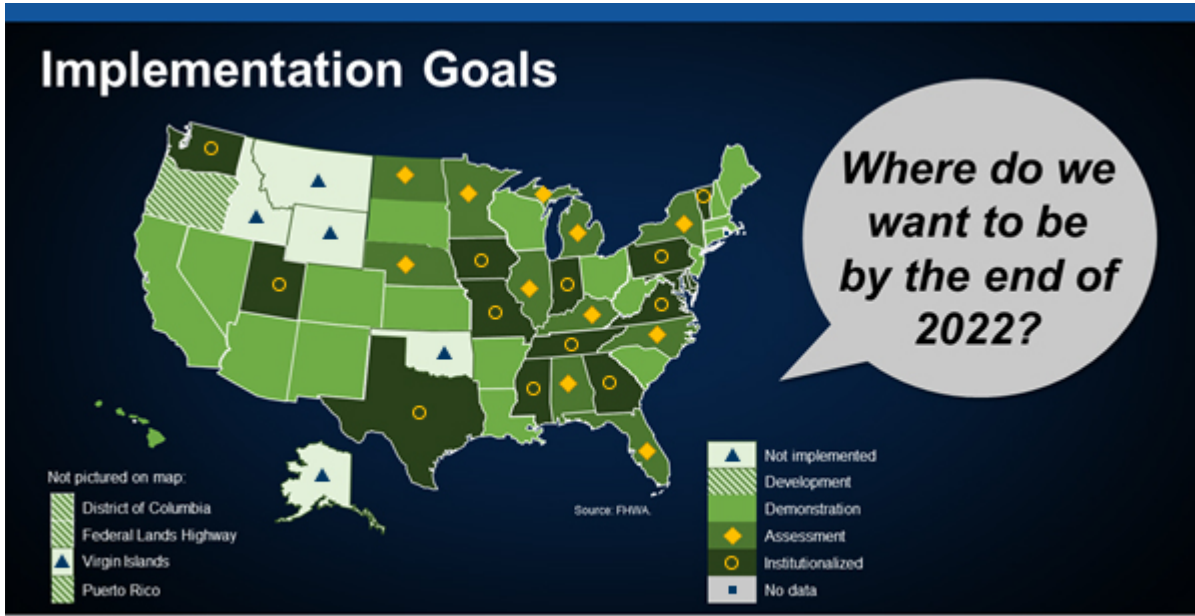 Implementation Goals
Where do we
want to be
by the end of
2022?
Not pictured on map:
District of Columbia
Federal Lands Highway
Virgin Islands
Puerto Rico
Source: FHWA.
Not implemented
Development
Demonstration
Assessment
Institutionalized
No data